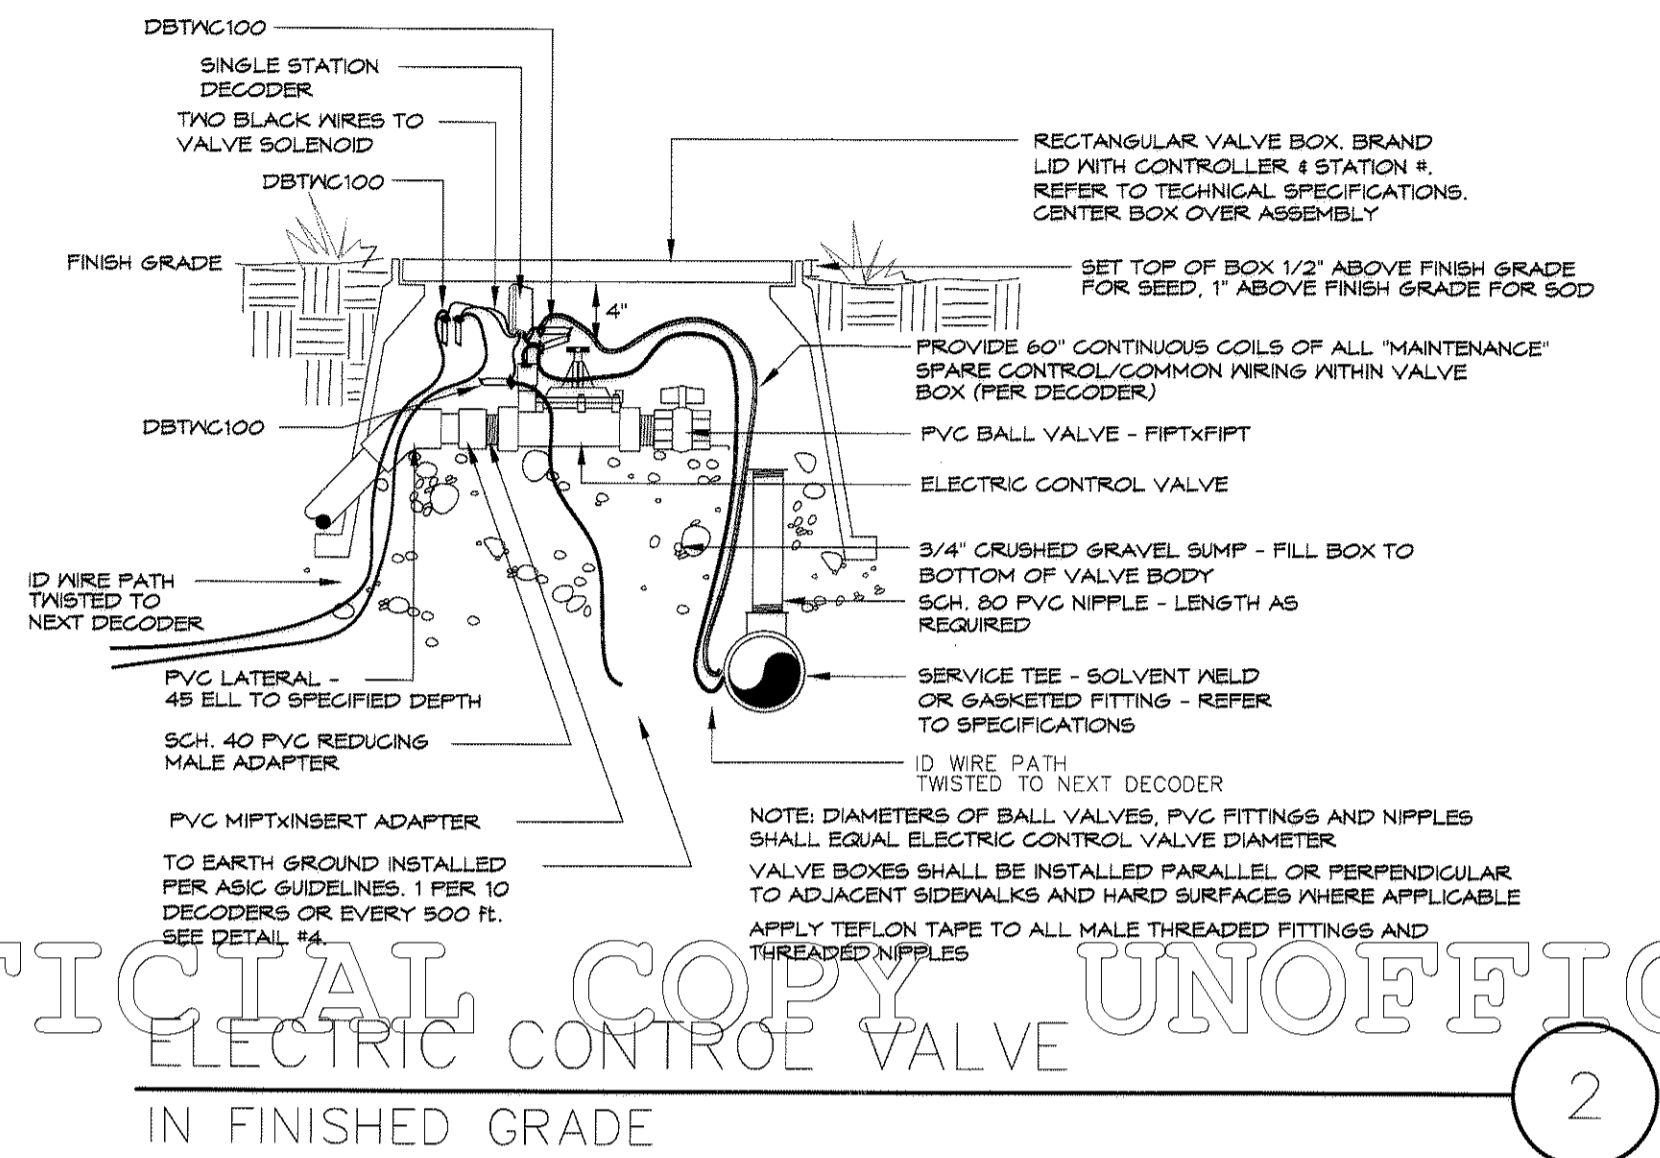 DBTWC100
SINGLE STATION
DECODER
TWO BLACK WIRES TO
VALVE SOLENOID
DBTWC100
FINISH GRADE
DBTWC100
ID WIRE PATH
TWISTED TO
NEXT DECODER
PVC LATERAL -
45 ELL TO SPECIFIED DEPTH
SCH. 40 PVC REDUCING
MALE ADAPTER
PVC MIPTxINSERT ADAPTER
TO EARTH GROUND INSTALLED
PER ASIC GUIDELINES. 1 PER 10
DECODERS OR EVERY 500 ft.
SEE DETAIL #4.
4"
RECTANGULAR VALVE BOX. BRAND
LID WITH CONTROLLER & STATION #.
REFER TO TECHNICAL SPECIFICATIONS.
CENTER BOX OVER ASSEMBLY
SET TOP OF BOX 1/2" ABOVE FINISH GRADE
FOR SEED, 1" ABOVE FINISH GRADE FOR SOD
PROVIDE 60" CONTINUOUS COILS OF ALL "MAINTENANCE"
SPARE CONTROL/COMMON WIRING WITHIN VALVE
BOX (PER DECODER)
PVC BALL VALVE - FIPTxFIPT
ELECTRIC CONTROL VALVE
3/4" CRUSHED GRAVEL SUMP - FILL BOX TO
BOTTOM OF VALVE BODY
SCH. 80 PVC NIPPLE - LENGTH AS
REQUIRED
SERVICE TEE - SOLVENT WELD
OR GASKETED FITTING - REFER
TO SPECIFICATIONS
ID WIRE PATH
TWISTED TO NEXT DECODER
NOTE: DIAMETERS OF BALL VALVES, PVC FITTINGS AND NIPPLES
SHALL EQUAL ELECTRIC CONTROL VALVE DIAMETER
VALVE BOXES SHALL BE INSTALLED PARALLEL OR PERPENDICULAR
TO ADJACENT SIDEWALKS AND HARD SURFACES WHERE APPLICABLE
APPLY TEFLON TAPE TO ALL MALE THREADED FITTINGS AND
THREADED NIPPLES
FICIAL COPY UNOFFIC
ELECTRIC CONTROL VALVE
IN FINISHED GRADE
2